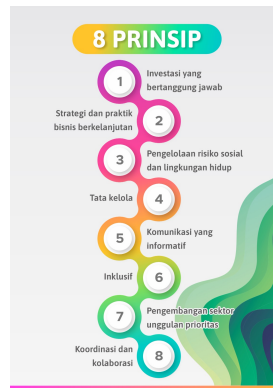 8 PRINSIP
1
Investasi yang
bertanggung jawab
Strategi dan praktik
bisnis berkelanjutan
2
3
Pengelolaan risiko sosial
dan lingkungan hidup
Tata kelola
4
5
Komunikasi yang
informatif
Inklusif
6
7
Pengembangan sektor
unggulan prioritas
Koordinasi dan
kolaborasi
8